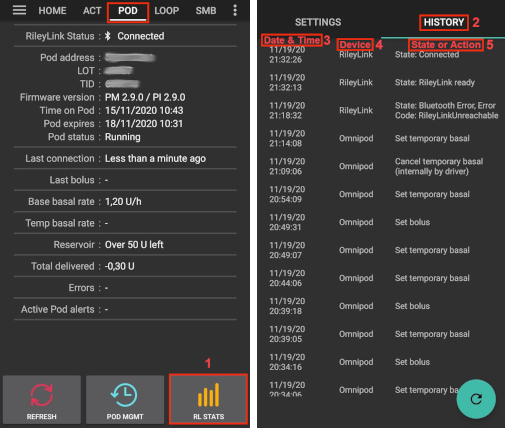 HOME ACT POD LOOP SMB
RileyLink Status : Connected
Pod address :
LOT :
TID :
Firmware version : PM 2.9.0 / PI 2.9.0
Time on Pod : 15/11/2020 10:43
Pod expires : 18/11/2020 10:31
Pod status : Running
Last connection : Less than a minute ago
Last bolus : -
Base basal rate : 1,20 U/h
Temp basal rate : -
Reservoir : Over 50 U left
Total delivered : -0,30 U
Errors : -
Active Pod alerts : -
1
REFRESH
POD MGMT
RL STATS
SETTINGS
HISTORY 2
Date & Time 3
Device 4
State or Action 5
11/19/20
21:32:26
RileyLink
State: Connected
11/19/20
21:32:13
RileyLink
State: RileyLink ready
11/19/20
21:18:32
RileyLink
State: Bluetooth Error, Error
Code: RileyLinkUnreachable
11/19/20
21:14:08
Omnipod
Set temporary basal
11/19/20
21:09:06
Omnipod
Cancel temporary basal
(internally by driver)
11/19/20
20:54:09
Omnipod
Set temporary basal
11/19/20
20:49:31
Omnipod
Set bolus
11/19/20
20:49:07
Omnipod
Set temporary basal
11/19/20
20:44:06
Omnipod
Set temporary basal
11/19/20
20:39:18
Omnipod
Set bolus
11/19/20
20:39:05
Omnipod
Set temporary basal
11/19/20
20:34:16
Omnipod
Set bolus
11/19/20
20:34:06
Omnipod
Set temporary ba